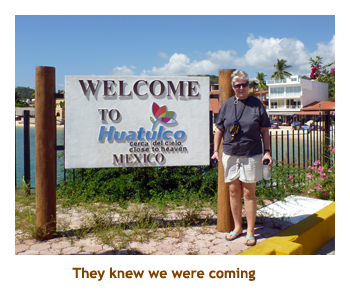 WELCOME
TO
Huatulco
cerca del cielo
close to heaven
MEXICO
They knew we were coming